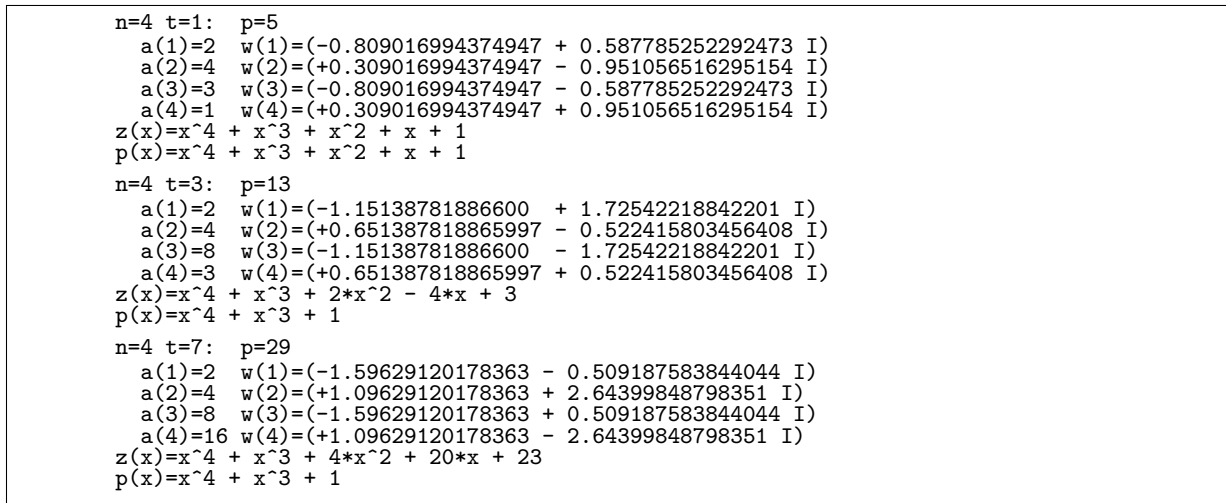 n=4 t=1:  p=5
  a(1)=2  w(1)=(-0.809016994374947 + 0.587785252292473 I)
  a(2)=4  w(2)=(+0.309016994374947 - 0.951056516295154 I)
  a(3)=3  w(3)=(-0.809016994374947 - 0.587785252292473 I)
  a(4)=1  w(4)=(+0.309016994374947 + 0.951056516295154 I)
z(x)=x^4 + x^3 + x^2 + x + 1
p(x)=x^4 + x^3 + x^2 + x + 1
n=4 t=3:  p=13
  a(1)=2  w(1)=(-1.15138781886600  + 1.72542218842201 I)
  a(2)=4  w(2)=(+0.651387818865997 - 0.522415803456408 I)
  a(3)=8  w(3)=(-1.15138781886600  - 1.72542218842201 I)
  a(4)=3  w(4)=(+0.651387818865997 + 0.522415803456408 I)
z(x)=x^4 + x^3 + 2*x^2 - 4*x + 3
p(x)=x^4 + x^3 + 1
n=4 t=7:  p=29
  a(1)=2  w(1)=(-1.59629120178363 - 0.509187583844044 I)
  a(2)=4  w(2)=(+1.09629120178363 + 2.64399848798351 I)
  a(3)=8  w(3)=(-1.59629120178363 + 0.509187583844044 I)
  a(4)=16 w(4)=(+1.09629120178363 - 2.64399848798351 I)
z(x)=x^4 + x^3 + 4*x^2 + 20*x + 23
p(x)=x^4 + x^3 + 1